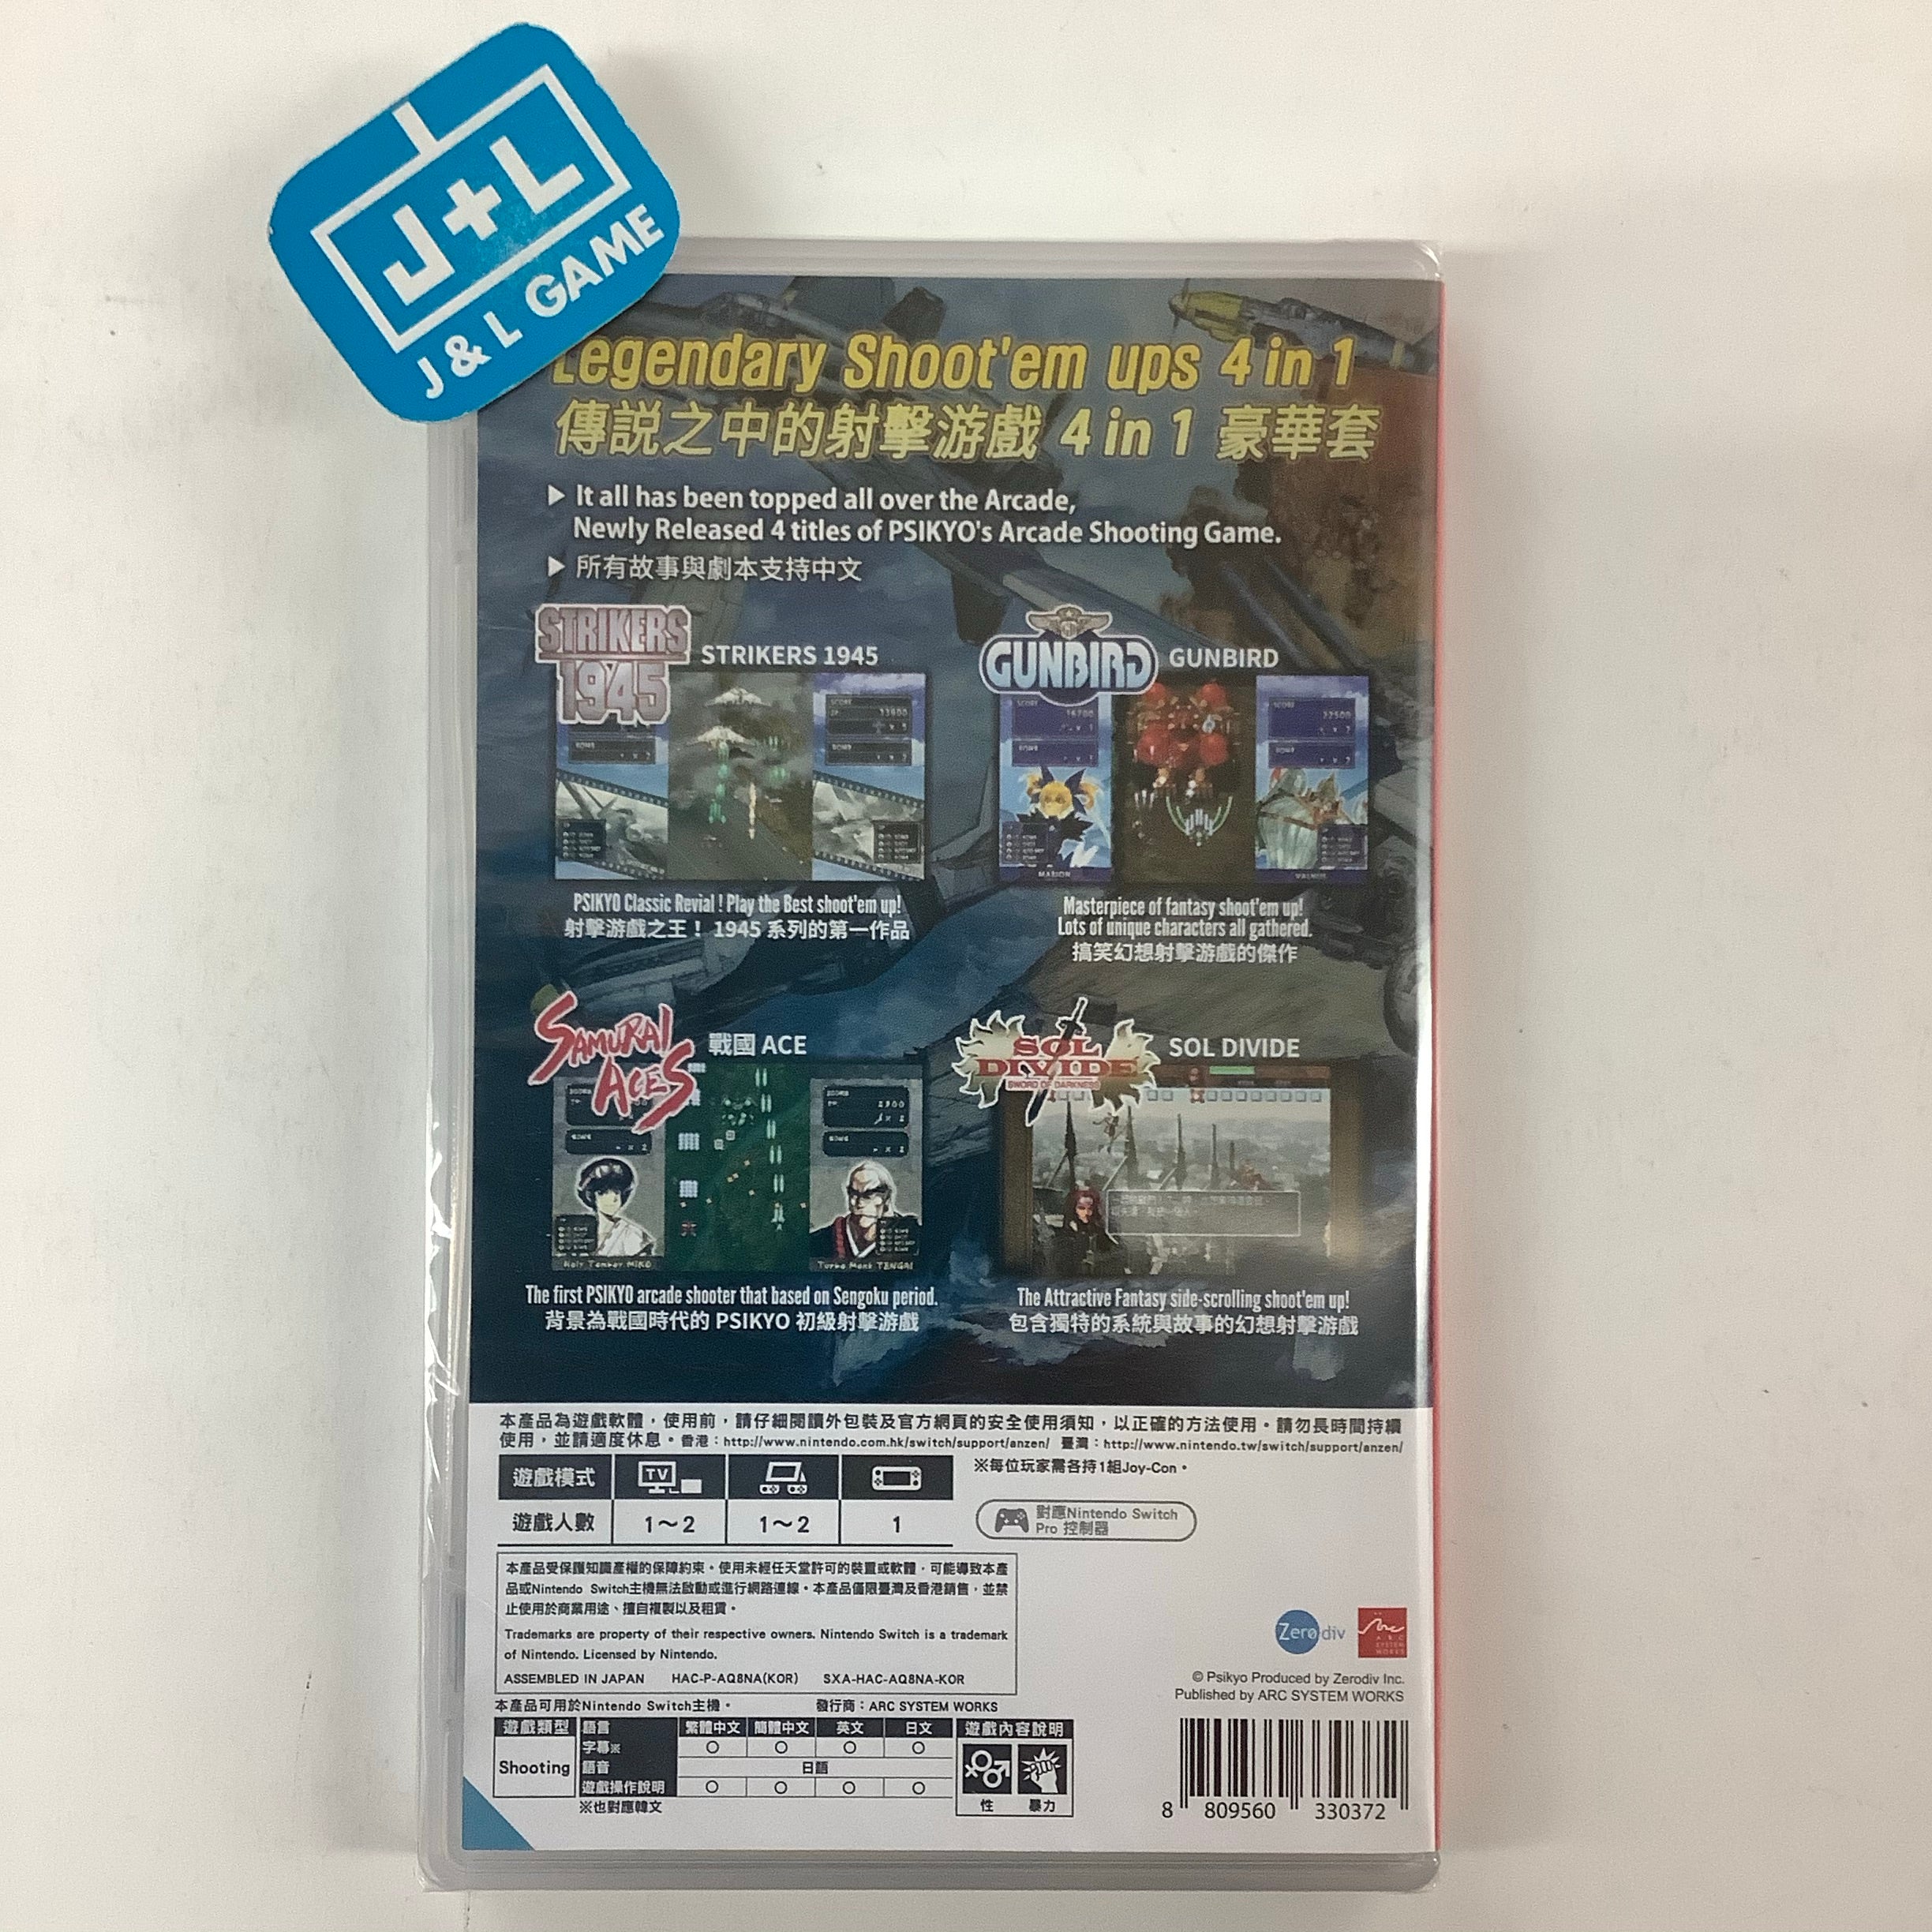 J+L
J & L GAME
Legendary Shoot'em ups 4 in 1
傳説之中的射擊游戲 4 in 1 豪華套
▶ It all has been topped all over the Arcade,
Newly Released 4 titles of PSIKYO's Arcade Shooting Game.
▶ 所有故事與劇本支持中文
STRIKERS 1945
STRIKERS 1945
GUNBIRD
GUNBIRD
SCORE
33900
BOMB
SCORE
16700
BOMB
MARION
SCORE
32500
BOMB
VALNUS
PSIKYO Classic Revial ! Play the Best shoot'em up!
射擊游戲之王！ 1945 系列的第一作品
Masterpiece of fantasy shoot'em up!
Lots of unique characters all gathered.
搞笑幻想射擊游戲的傑作
SAMURAI ACES
戰國 ACE
SOL DIVIDE
SWORD OF DARKNESS
SOL DIVIDE
Holy Temker MIKO
Turbo Monk TENGAI
The first PSIKYO arcade shooter that based on Sengoku period.
背景為戰國時代的 PSIKYO 初級射擊游戲
The Attractive Fantasy side-scrolling shoot'em up!
包含獨特的系統與故事的幻想射擊游戲
本產品為遊戲軟體，使用前，請仔細閱讀外包裝及官方網頁的安全使用須知，以正確的方法使用。請勿長時間持續
使用，並請適度休息。香港：http://www.nintendo.com.hk/switch/support/anzen/ 臺灣：http://www.nintendo.tw/switch/support/anzen/
遊戲模式 TV
※每位玩家需各持1組Joy-Con。
遊戲人數 1～2 1～2 1
對應Nintendo Switch
Pro 控制器
本產品受保護知識產權的保障約束。使用未經任天堂許可的裝置或軟體，可能導致本產
品或Nintendo Switch主機無法啟動或進行網路連線。本產品僅限臺灣及香港銷售，並禁
止使用於商業用途、擅自複製以及租賃。
Trademarks are property of their respective owners. Nintendo Switch is a trademark
of Nintendo. Licensed by Nintendo.
ASSEMBLED IN JAPAN HAC-P-AQ8NA(KOR) SXA-HAC-AQ8NA-KOR
Zerodiv
ARC SYSTEM WORKS
© Psikyo Produced by Zerodiv Inc.
Published by ARC SYSTEM WORKS
本產品可用於Nintendo Switch主機。 發行商：ARC SYSTEM WORKS
遊戲類型 語言 繁體中文 簡體中文 英文 日文 遊戲內容說明
字幕※ ○ ○ ○ ○
Shooting 語音 日語
遊戲操作說明 ○ ○ ○ ○
※也對應韓文
性 暴力
8 809560 330372